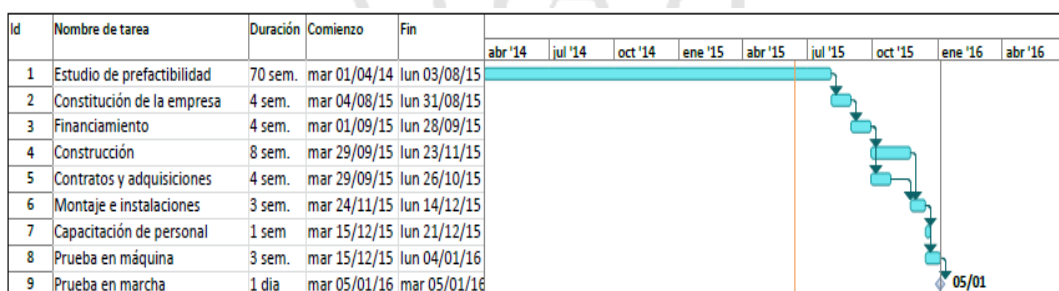 Id Nombre de tarea Duración Comienzo Fin
abr '14 jul '14 oct '14 ene '15 abr '15 jul '15 oct '15 ene '16 abr '16
1 Estudio de prefactibilidad 70 sem. mar 01/04/14 lun 03/08/15
2 Constitución de la empresa 4 sem. mar 04/08/15 lun 31/08/15
3 Financiamiento 4 sem. mar 01/09/15 lun 28/09/15
4 Construcción 8 sem. mar 29/09/15 lun 23/11/15
5 Contratos y adquisiciones 4 sem. mar 29/09/15 lun 26/10/15
6 Montaje e instalaciones 3 sem. mar 24/11/15 lun 14/12/15
7 Capacitación de personal 1 sem mar 15/12/15 lun 21/12/15
8 Prueba en máquina 3 sem. mar 15/12/15 lun 04/01/16
9 Prueba en marcha 1 dia mar 05/01/16 mar 05/01/16 05/01